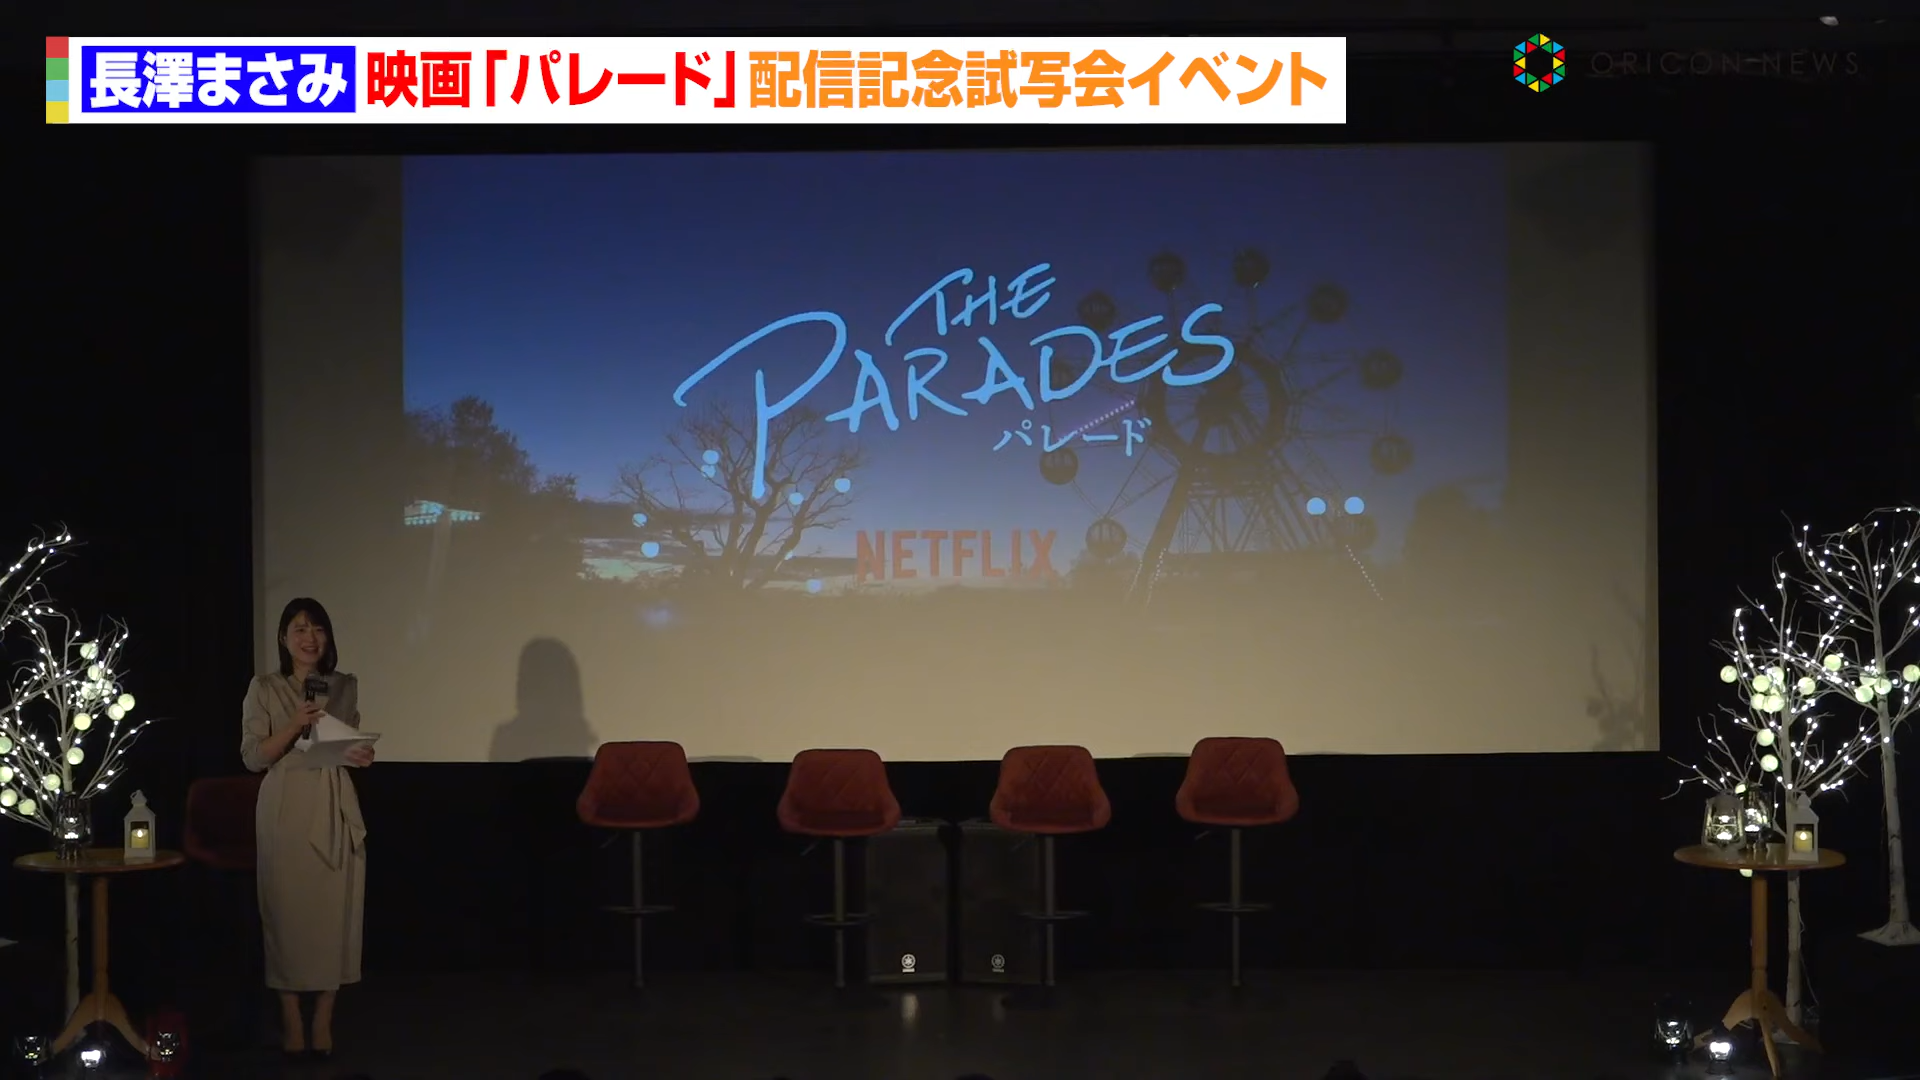 長澤まさみ 映画「パレード」配信記念試写会イベント
ORICON NEWS
THE
PARADES
パレード
NETFLIX